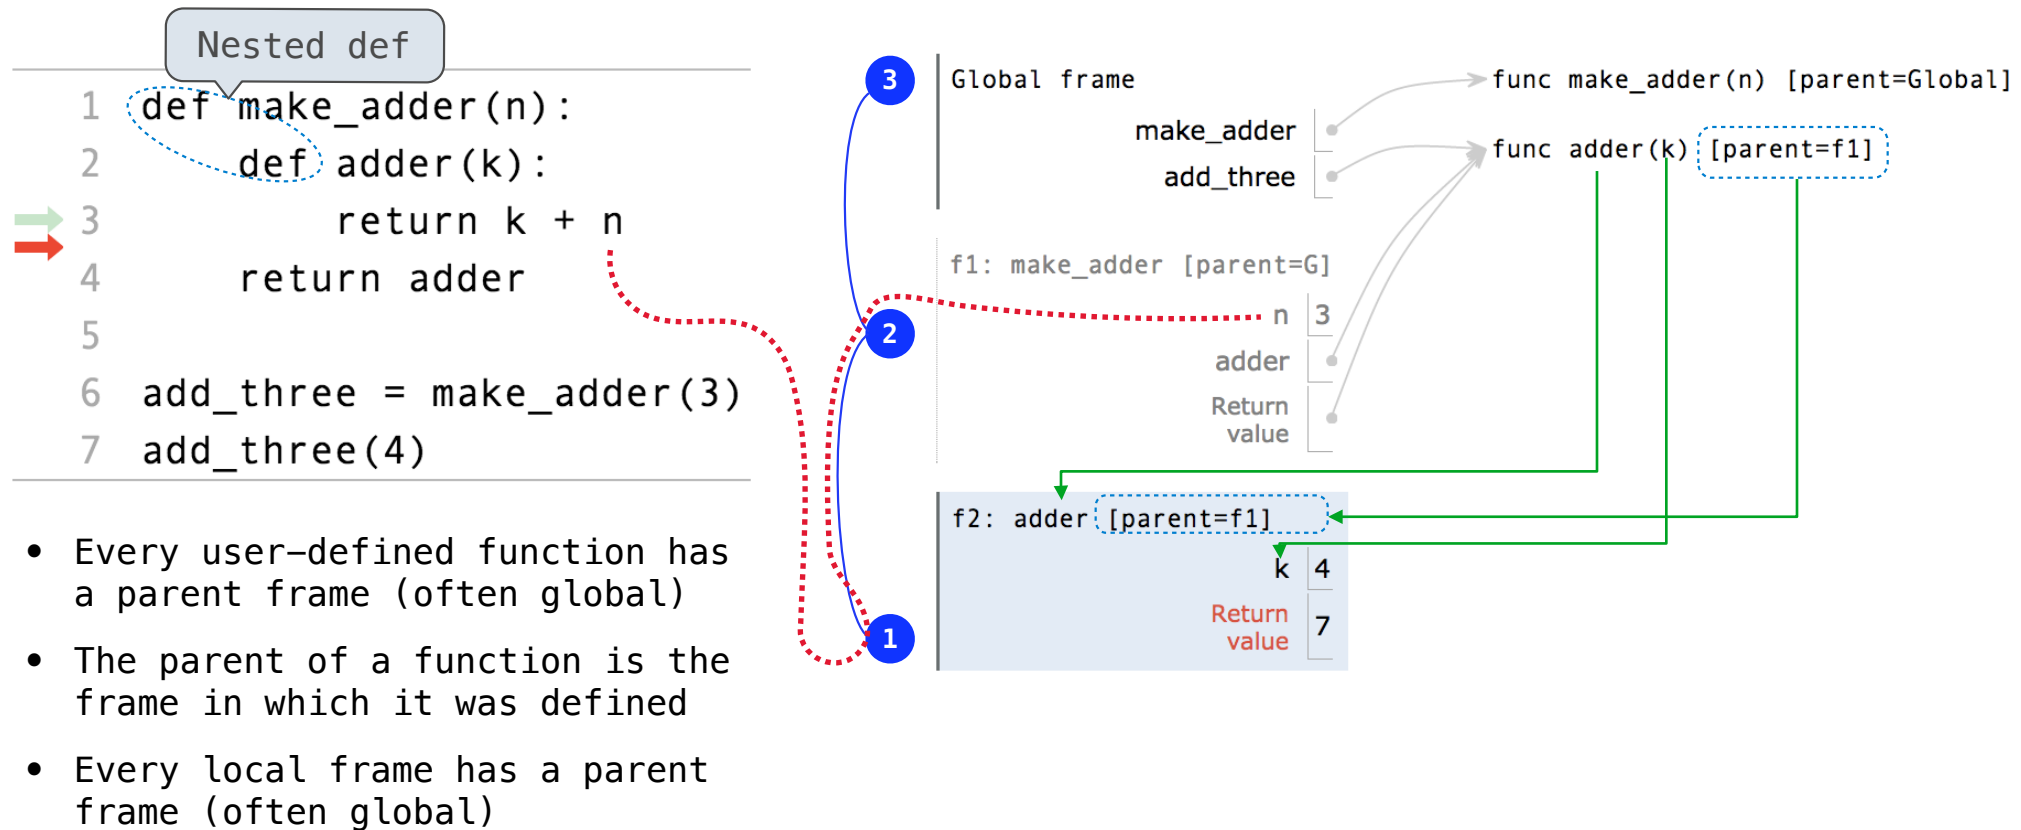 Nested def
1 def make_adder(n):
2     def adder(k):
3         return k + n
4     return adder
5
6 add_three = make_adder(3)
7 add_three(4)
• Every user–defined function has
a parent frame (often global)
• The parent of a function is the
frame in which it was defined
• Every local frame has a parent
frame (often global)
3
Global frame
make_adder
add_three
func make_adder(n) [parent=Global]
func adder(k) [parent=f1]
2
f1: make_adder [parent=G]
n 3
adder
Return
value
1
f2: adder [parent=f1]
k 4
Return
value 7